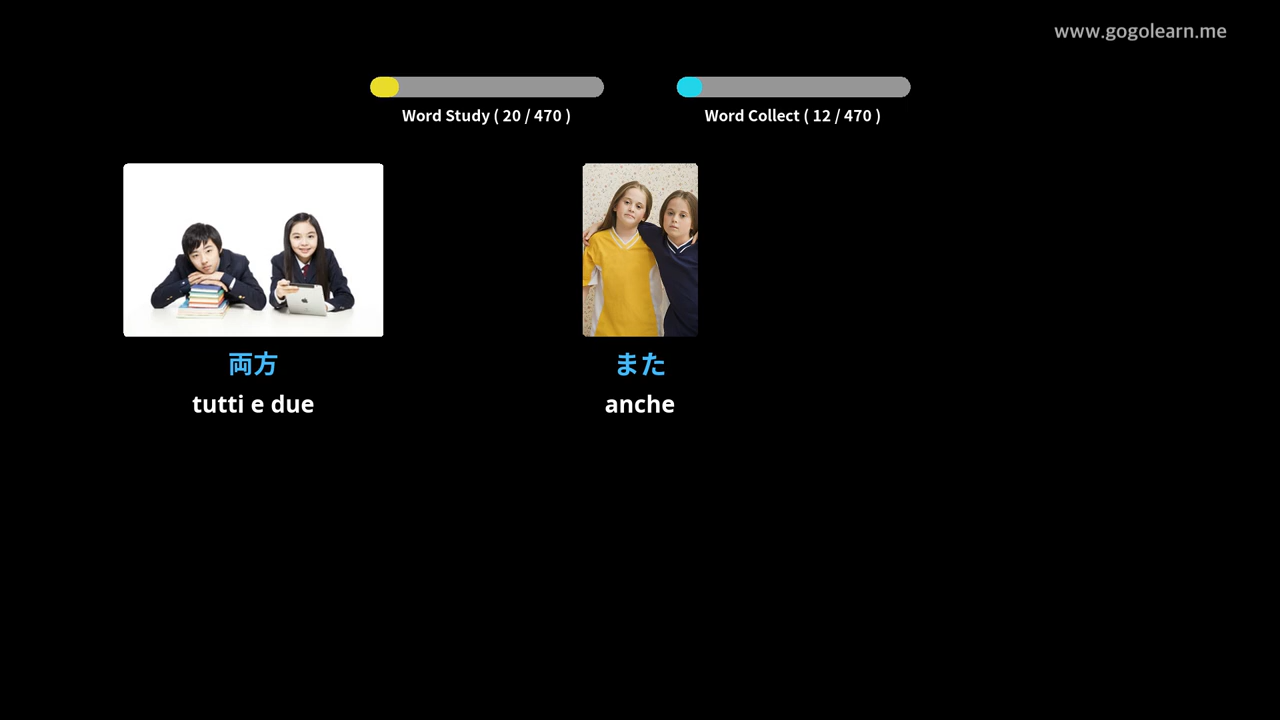 www.gogolearn.me
Word Study ( 20 / 470 )
Word Collect ( 12 / 470 )
両方
tutti e due
また
anche